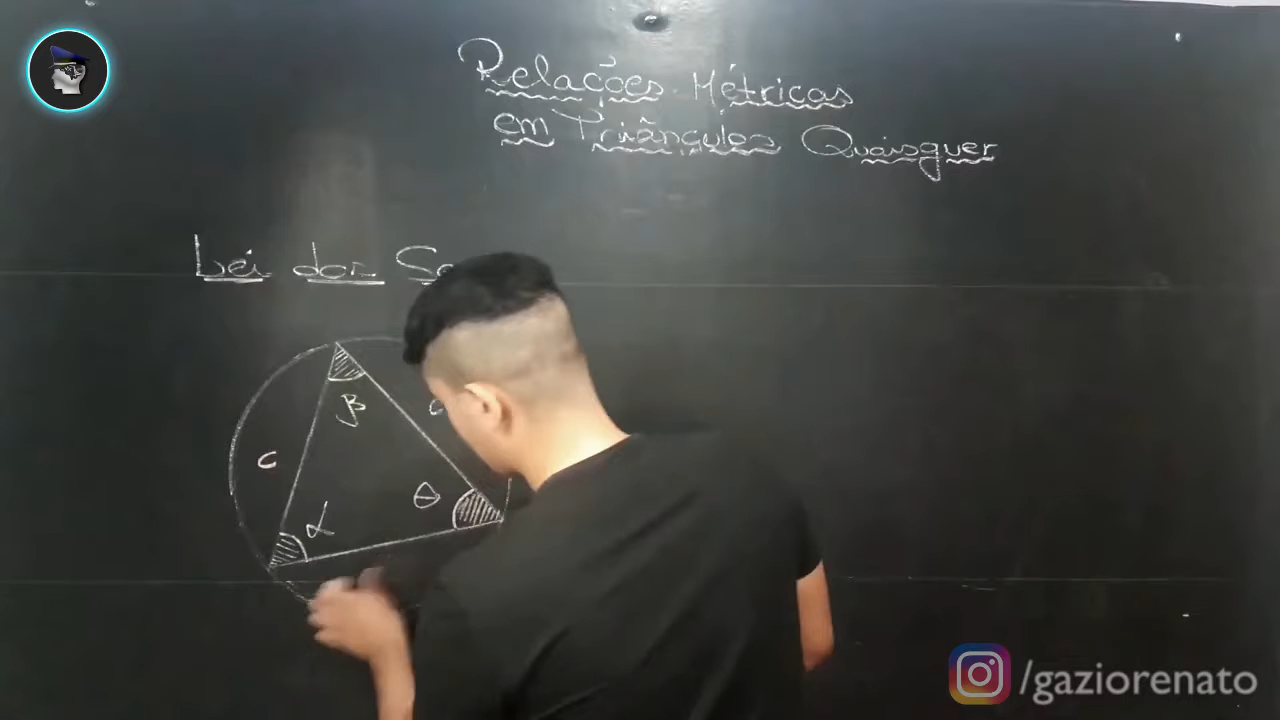 Relações Métricas
em Triângulos Quaisquer
Lei dos
β
c
θ
α
/gaziorenato